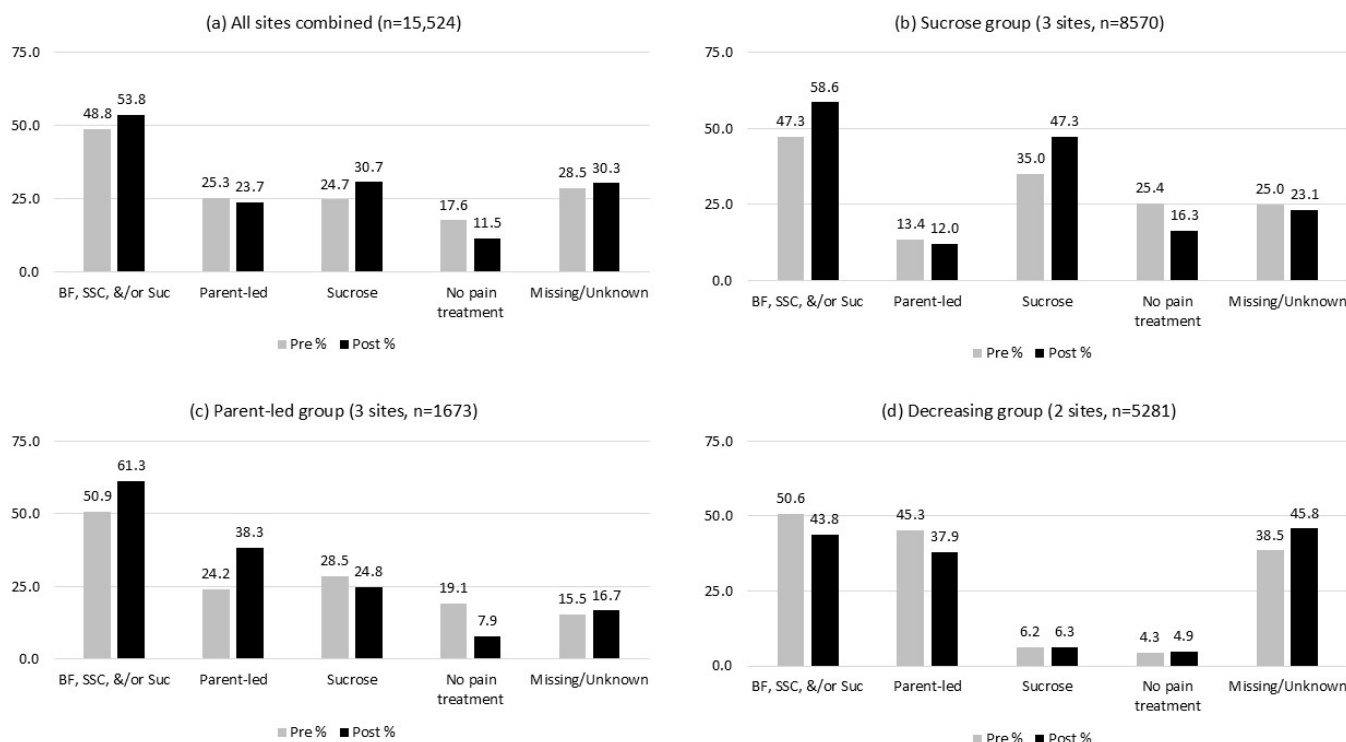 (a) All sites combined (n=15,524)
75.0
50.0
25.0
0.0
48.8
53.8
25.3
23.7
24.7
30.7
17.6
11.5
28.5
30.3
BF, SSC, &/or Suc
Parent-led
Sucrose
No pain
treatment
Missing/Unknown
Pre %
Post %
(b) Sucrose group (3 sites, n=8570)
75.0
50.0
25.0
0.0
47.3
58.6
13.4
12.0
35.0
47.3
25.4
16.3
25.0
23.1
BF, SSC, &/or Suc
Parent-led
Sucrose
No pain
treatment
Missing/Unknown
Pre %
Post %
(c) Parent-led group (3 sites, n=1673)
75.0
50.0
25.0
0.0
50.9
61.3
24.2
38.3
28.5
24.8
19.1
7.9
15.5
16.7
BF, SSC, &/or Suc
Parent-led
Sucrose
No pain
treatment
Missing/Unknown
Pre %
Post %
(d) Decreasing group (2 sites, n=5281)
75.0
50.0
25.0
0.0
50.6
43.8
45.3
37.9
6.2
6.3
4.3
4.9
38.5
45.8
BF, SSC, &/or Suc
Parent-led
Sucrose
No pain
treatment
Missing/Unknown
Pre %
Post %